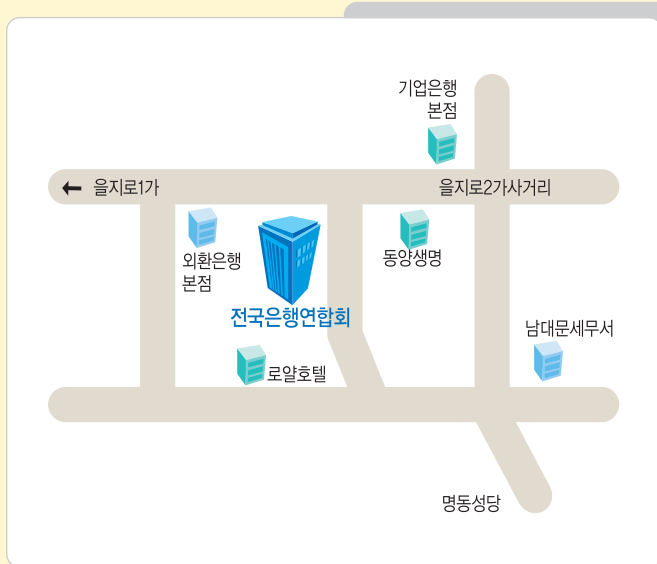 기업은행
본점
을지로1가
을지로2가사거리
외환은행
본점
동양생명
전국은행연합회
남대문세무서
로얄호텔
명동성당